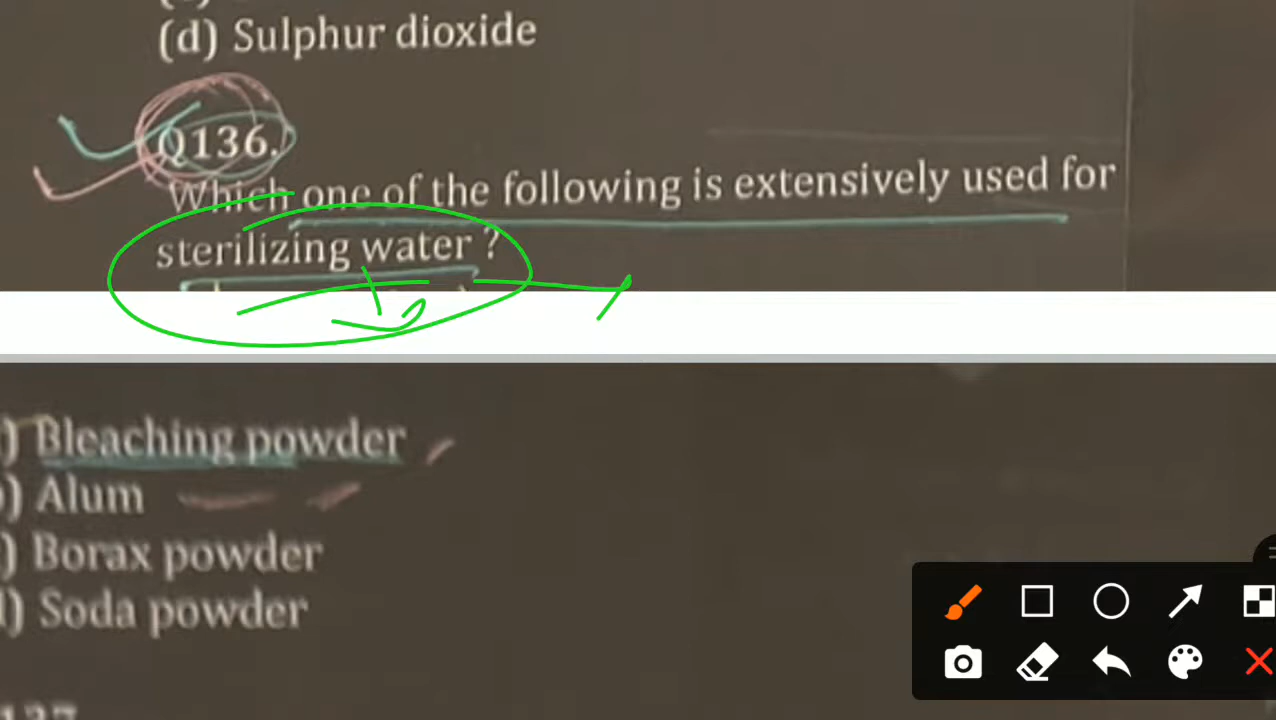 (d) Sulphur dioxide
Q136.
Which one of the following is extensively used for
sterilizing water ?
) Bleaching powder
) Alum
) Borax powder
) Soda powder
137